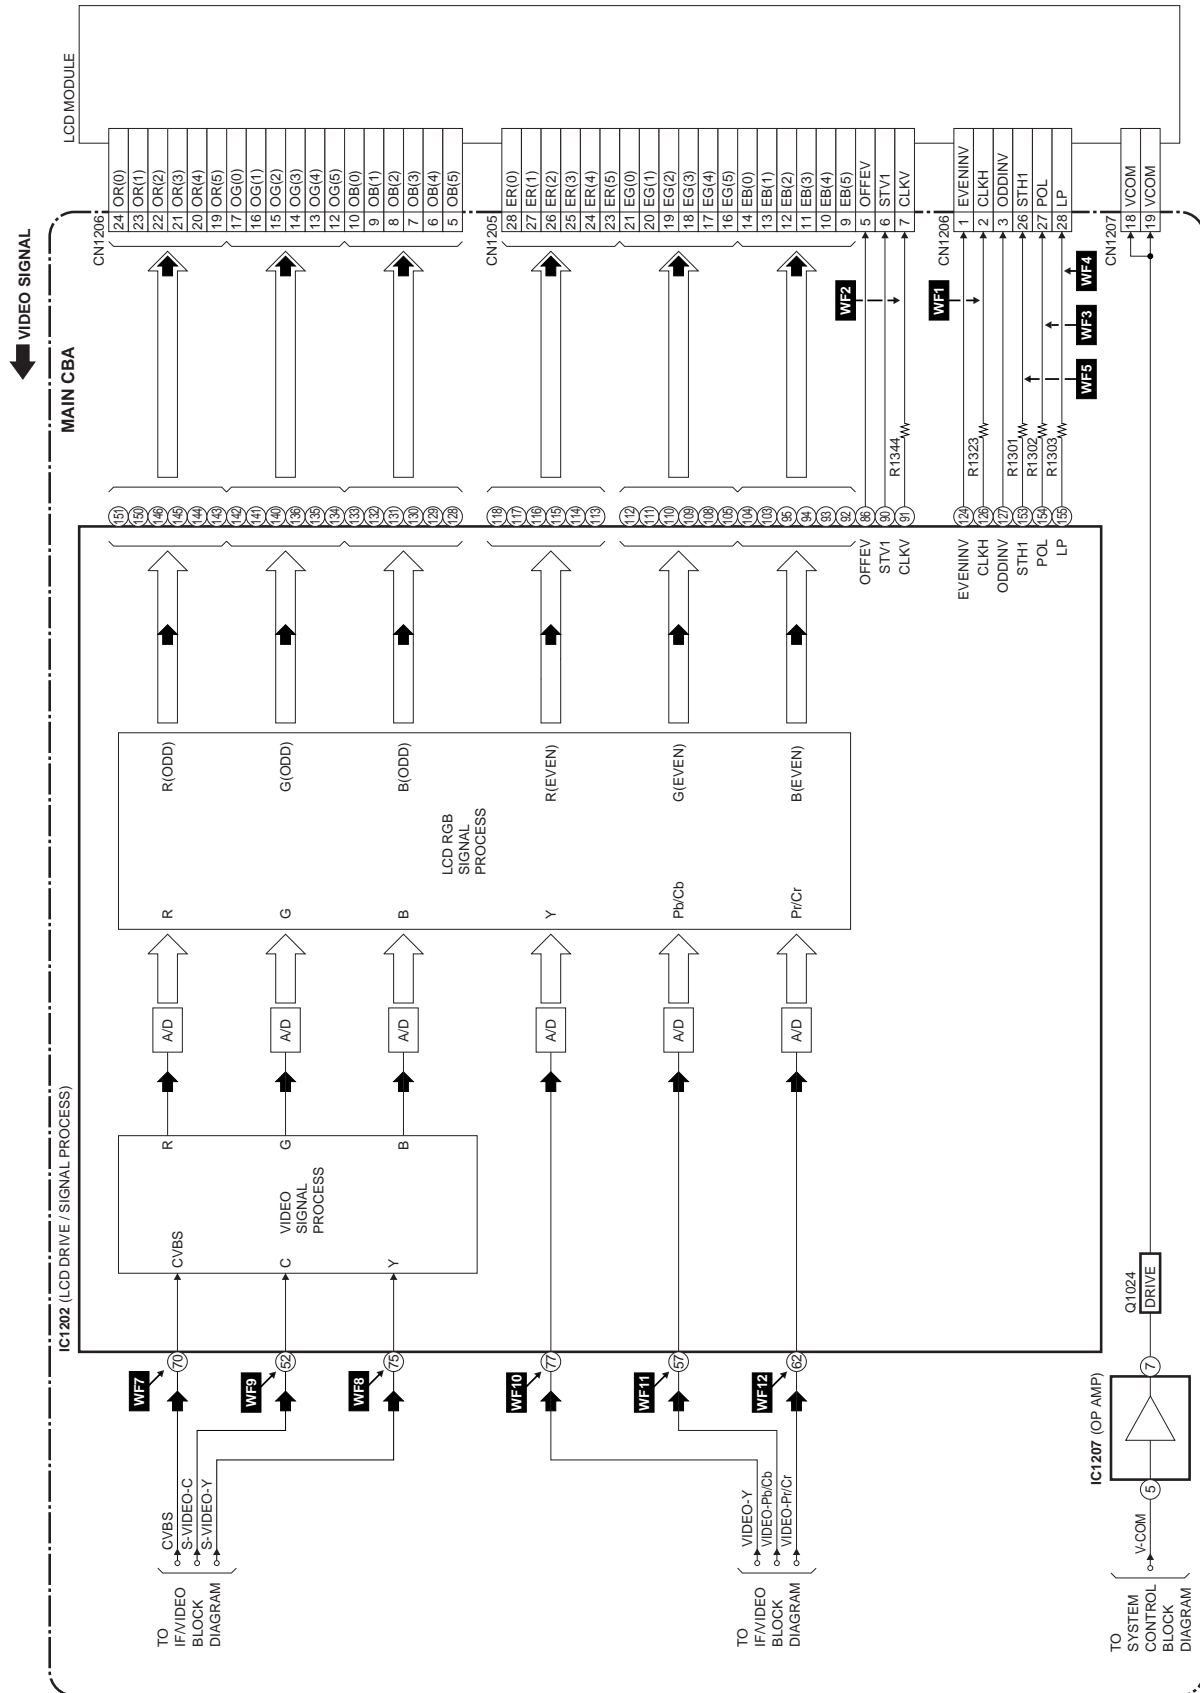 VIDEO SIGNAL
MAIN CBA
LCD MODULE
IC1202 (LCD DRIVE / SIGNAL PROCESS)
TO
IF/VIDEO
BLOCK
DIAGRAM
CVBS
S-VIDEO-C
S-VIDEO-Y
WF7
70
WF9
52
WF8
75
CVBS
C
Y
VIDEO
SIGNAL
PROCESS
R
G
B
A/D
A/D
A/D
TO
IF/VIDEO
BLOCK
DIAGRAM
VIDEO-Y
VIDEO-Pb/Cb
VIDEO-Pr/Cr
WF10
77
WF11
57
WF12
62
A/D
A/D
A/D
R
G
B
Y
Pb/Cb
Pr/Cr
LCD RGB
SIGNAL
PROCESS
R(ODD)
G(ODD)
B(ODD)
R(EVEN)
G(EVEN)
B(EVEN)
151
150
146
145
144
143
142
141
140
136
135
134
133
132
131
130
129
128
118
117
116
115
114
113
112
111
110
109
108
105
104
103
95
94
93
92
OFFEV 86
STV1 90
CLKV 91
EVENINV 124
CLKH 126
ODDINV 127
STH1 153
POL 154
LP 155
R1344
R1323
R1301
R1302
R1303
WF2
WF1
WF5
WF3
WF4
CN1206
24 OR(0)
23 OR(1)
22 OR(2)
21 OR(3)
20 OR(4)
19 OR(5)
17 OG(0)
16 OG(1)
15 OG(2)
14 OG(3)
13 OG(4)
12 OG(5)
10 OB(0)
9 OB(1)
8 OB(2)
7 OB(3)
6 OB(4)
5 OB(5)
CN1205
28 ER(0)
27 ER(1)
26 ER(2)
25 ER(3)
24 ER(4)
23 ER(5)
21 EG(0)
20 EG(1)
19 EG(2)
18 EG(3)
17 EG(4)
16 EG(5)
14 EB(0)
13 EB(1)
12 EB(2)
11 EB(3)
10 EB(4)
9 EB(5)
5 OFFEV
6 STV1
7 CLKV
CN1206
1 EVENINV
2 CLKH
3 ODDINV
26 STH1
27 POL
28 LP
CN1207
18 VCOM
19 VCOM
TO
SYSTEM
CONTROL
BLOCK
DIAGRAM
V-COM
5
IC1207 (OP AMP)
7
Q1024
DRIVE